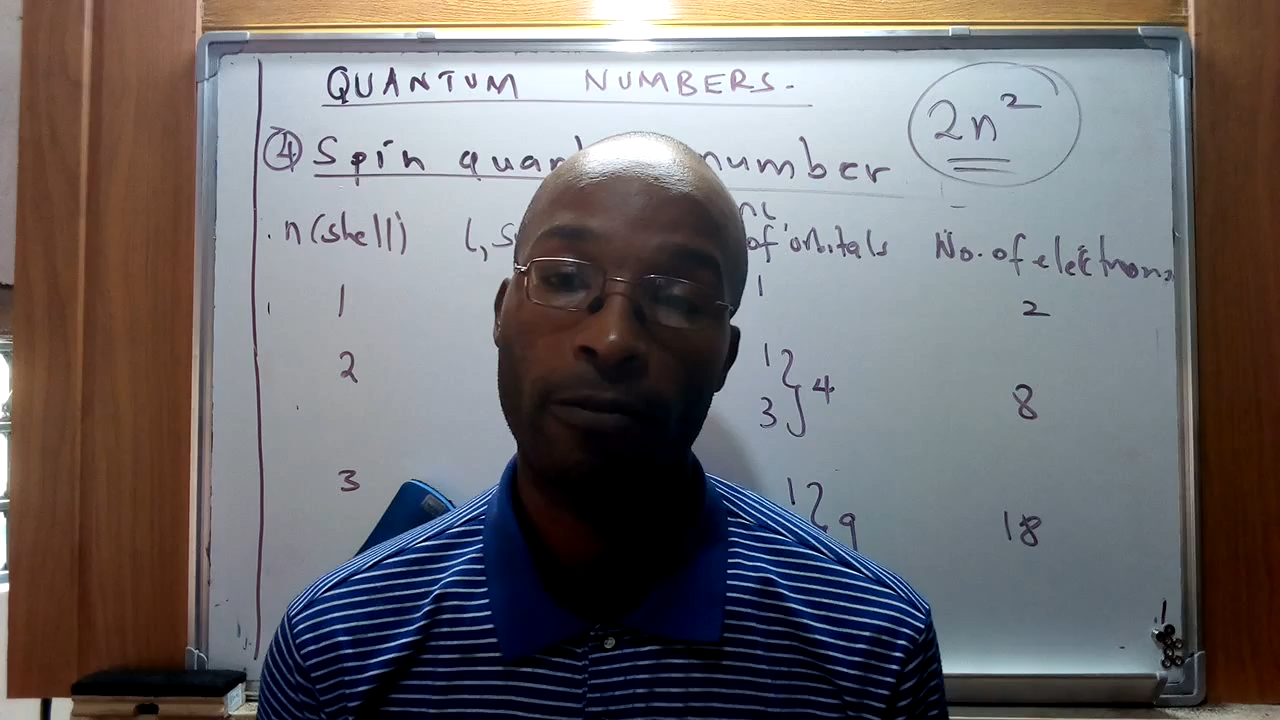 QUANTUM NUMBERS.
2n²
④ Spin number
n(shell) l, of orbitals No. of electrons
1 1 2
2 1 4 8
3
3 1 9 18